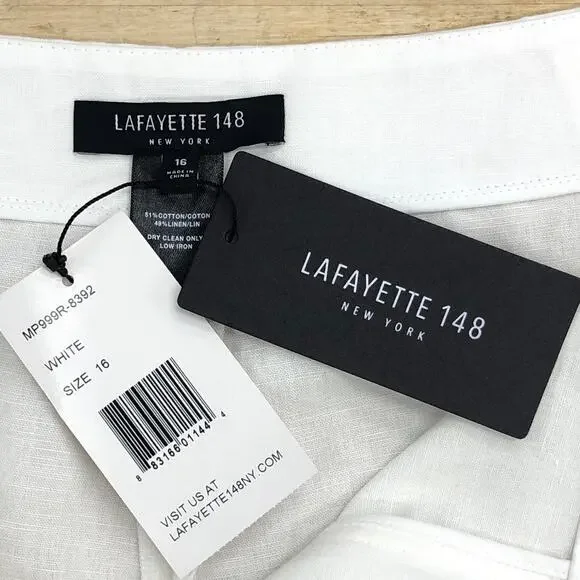 LAFAYETTE 148
NEW YORK
16
MADE IN
CHINA
51%COTTON/COTON
49%LINEN/LIN
DRY CLEAN ONLY
LOW IRON
MP999R-8392
WHITE
SIZE 16
8 83166 01144 4
VISIT US AT
LAFAYETTE148NY.COM
LAFAYETTE 148
NEW YORK